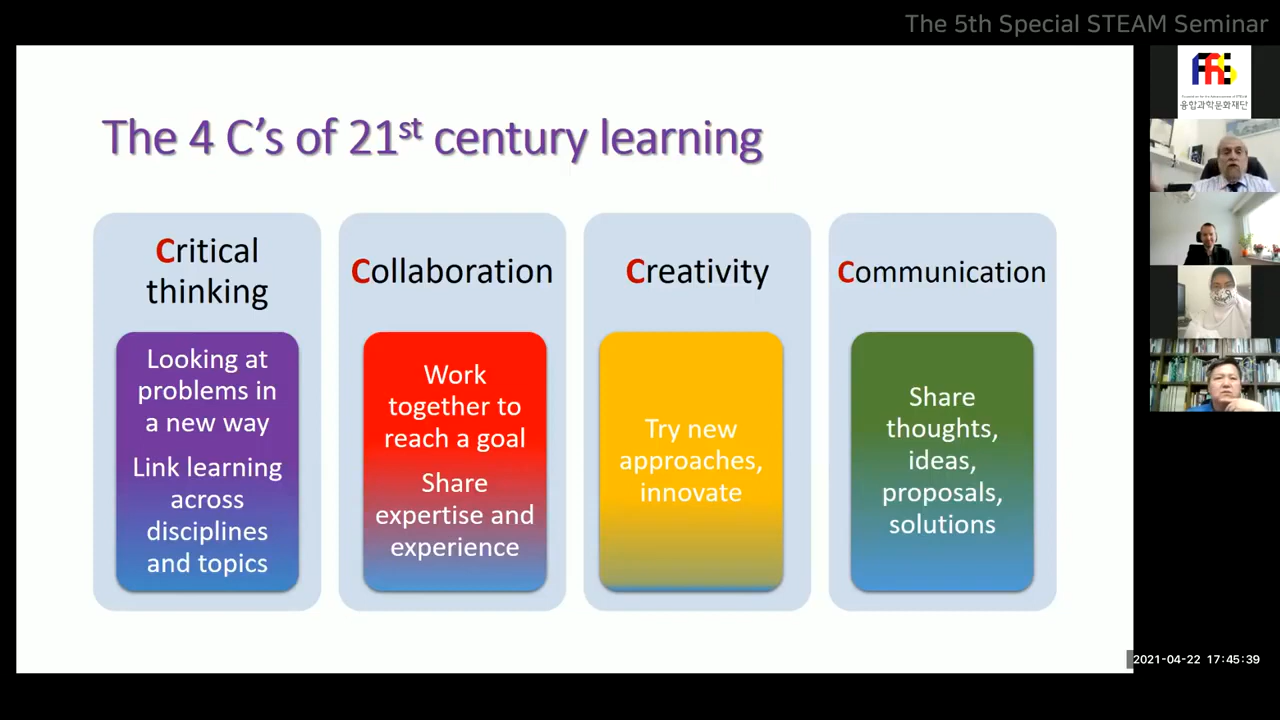 The 5th Special STEAM Seminar
The 4 C’s of 21st century learning
Critical
thinking
Looking at
problems in
a new way
Link learning
across
disciplines
and topics
Collaboration
Work
together to
reach a goal
Share
expertise and
experience
Creativity
Try new
approaches,
innovate
Communication
Share
thoughts,
ideas,
proposals,
solutions
융합과학문화재단
2021-04-22 17:45:39